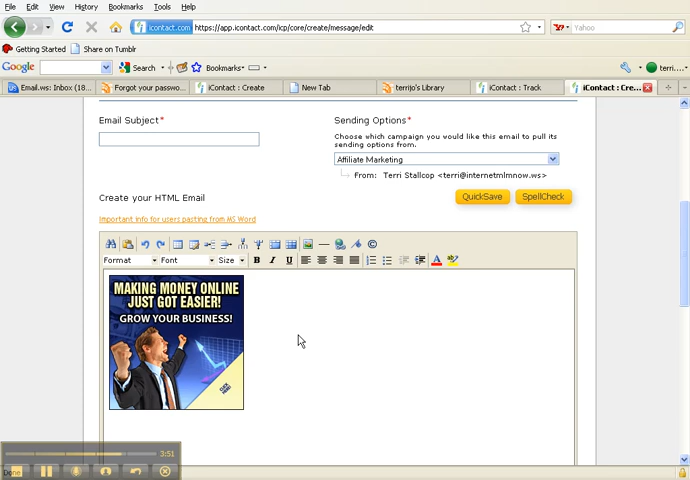 File Edit View History Bookmarks Tools Help
icontact.com https://app.icontact.com/icp/core/create/message/edit
Yahoo
Getting Started Share on Tumblr
Google Search Bookmarks terri....
Email.ws: Inbox (18... Forgot your passwo... iContact : Create New Tab terrijo's Library iContact : Track iContact : Cre...
Email Subject* Sending Options*
Choose which campaign you would like this email to pull its
sending options from.
Affiliate Marketing
From: Terri Stallcop <terri@internetmlmnow.ws>
Create your HTML Email QuickSave SpellCheck
Important info for users pasting from MS Word
Format Font Size B I U A
MAKING MONEY ONLINE
JUST GOT EASIER!
GROW YOUR BUSINESS!
CLICK
HERE!
3:51
Done